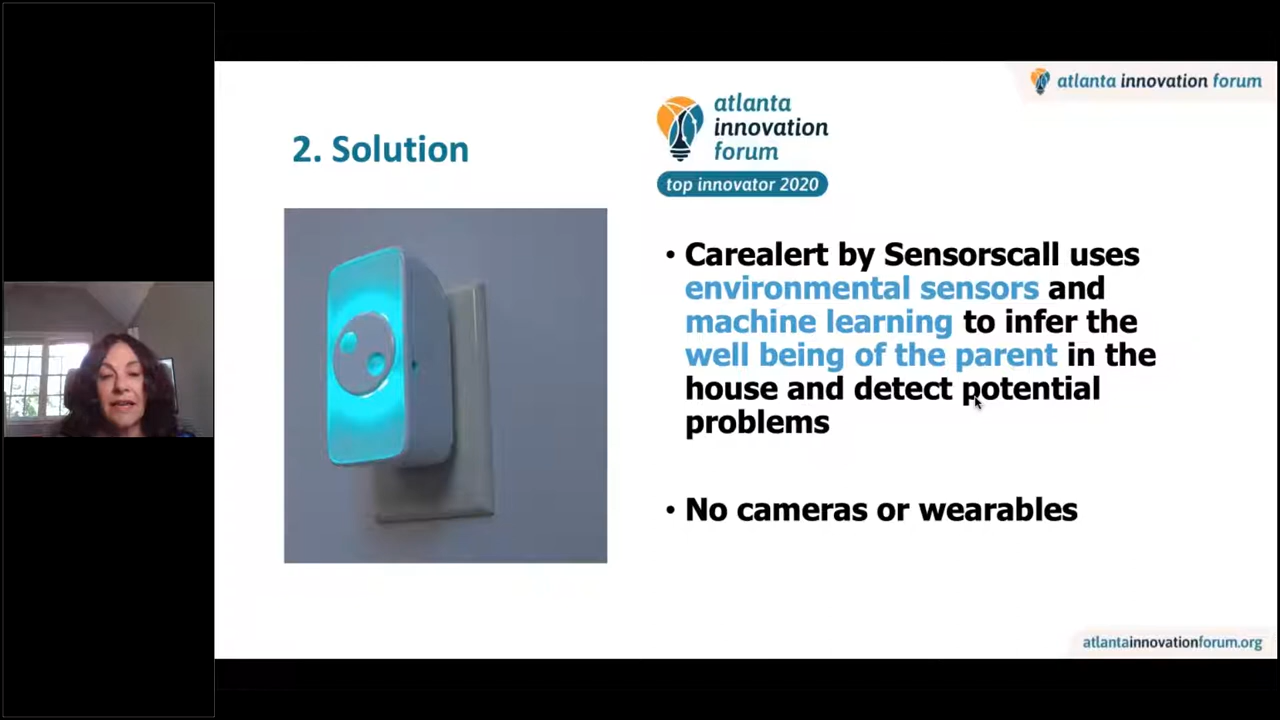 atlanta innovation forum
atlanta
innovation
forum
top innovator 2020
2. Solution
• Carealert by Sensorscall uses
environmental sensors and
machine learning to infer the
well being of the parent in the
house and detect potential
problems
• No cameras or wearables
atlantainnovationforum.org